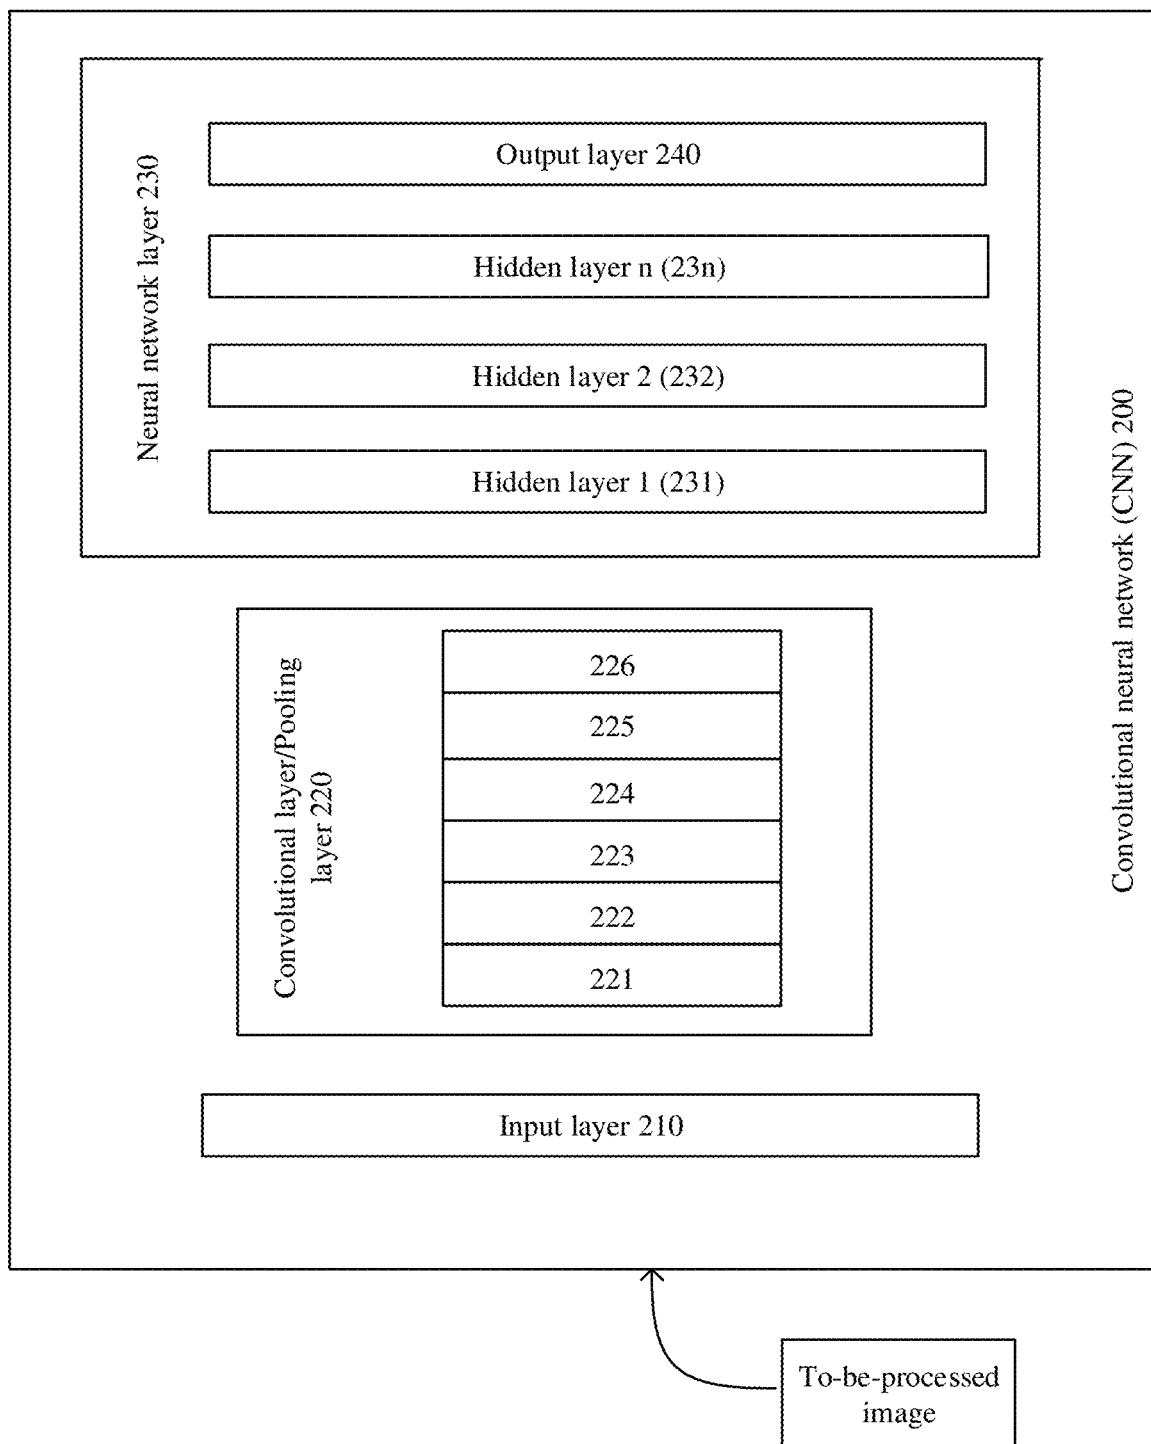 Neural network layer 230
Output layer 240
Hidden layer n (23n)
Hidden layer 2 (232)
Hidden layer 1 (231)
Convolutional neural network (CNN) 200
Convolutional layer/Pooling
layer 220
226
225
224
223
222
221
Input layer 210
To-be-processed
image